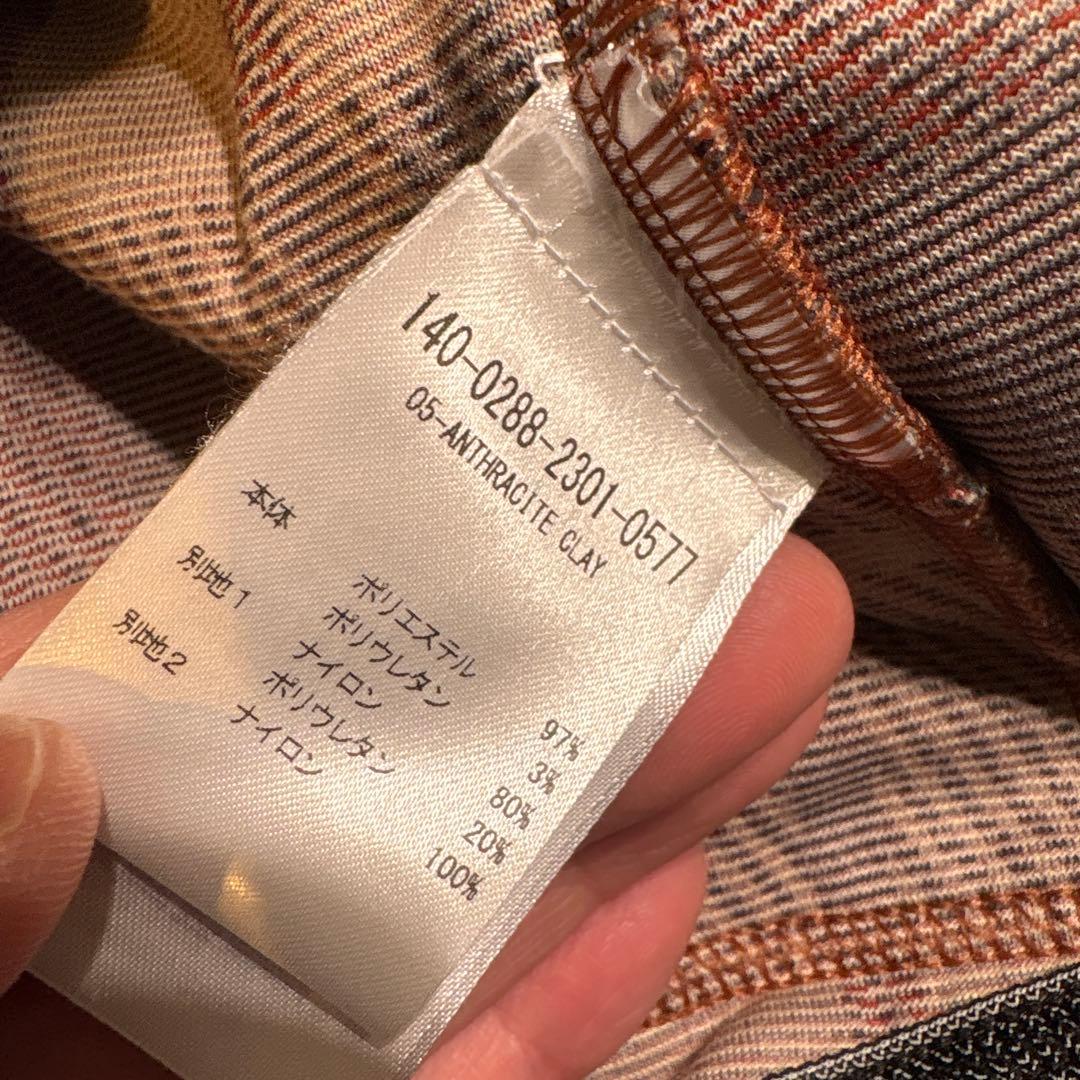 140-0288-2301-0577
05-ANTHRACITE CLAY
本体 ポリエステル 97%
ポリウレタン 3%
別地1 ナイロン 80%
ポリウレタン 20%
別地2 ナイロン 100%